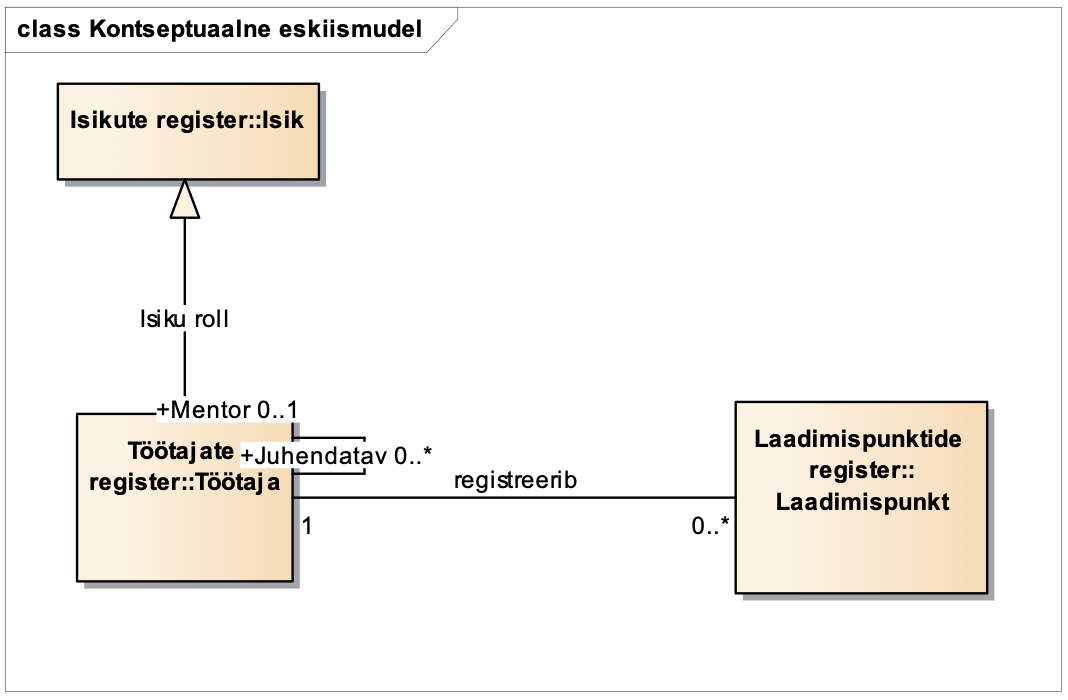 class Kontseptuaalne eskiismudel
Isikute register::Isik
Isiku roll
+Mentor 0..1
Töötajate
register::Töötaja
+Juhendatav 0..*
registreerib
1
0..*
Laadimispunktide
register::
Laadimispunkt